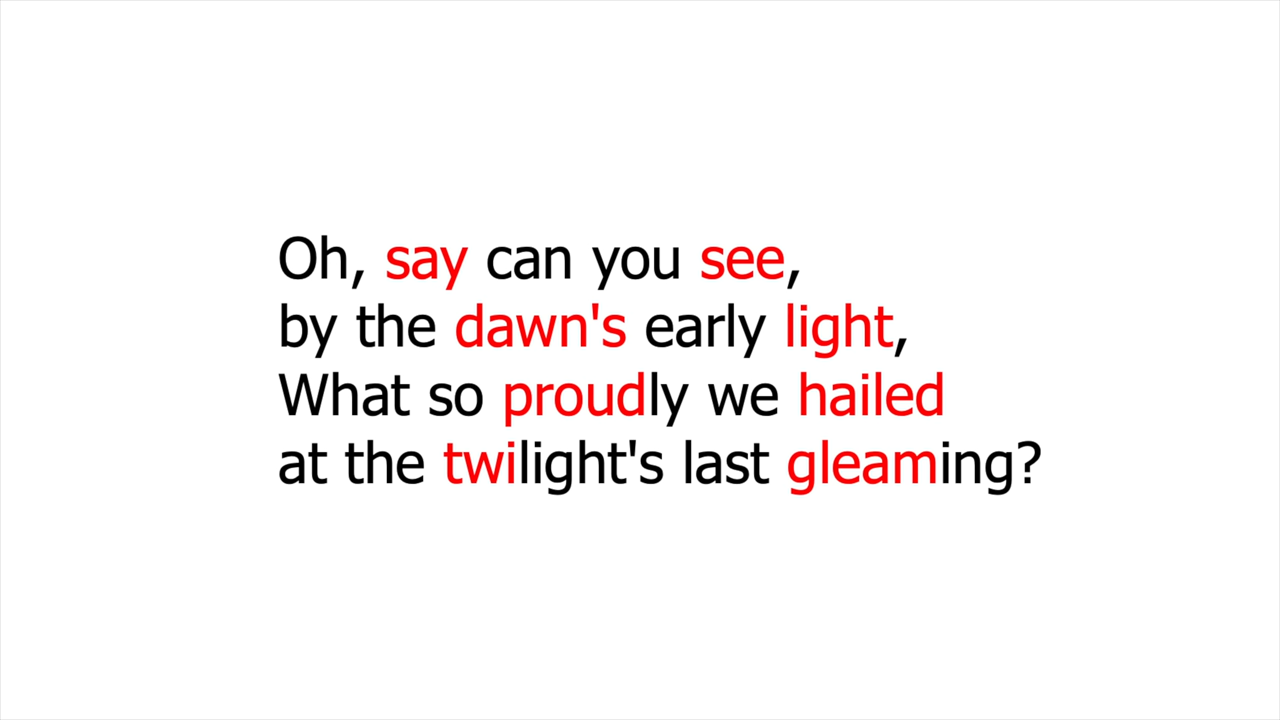 Oh, say can you see,
by the dawn's early light,
What so proudly we hailed
at the twilight's last gleaming?